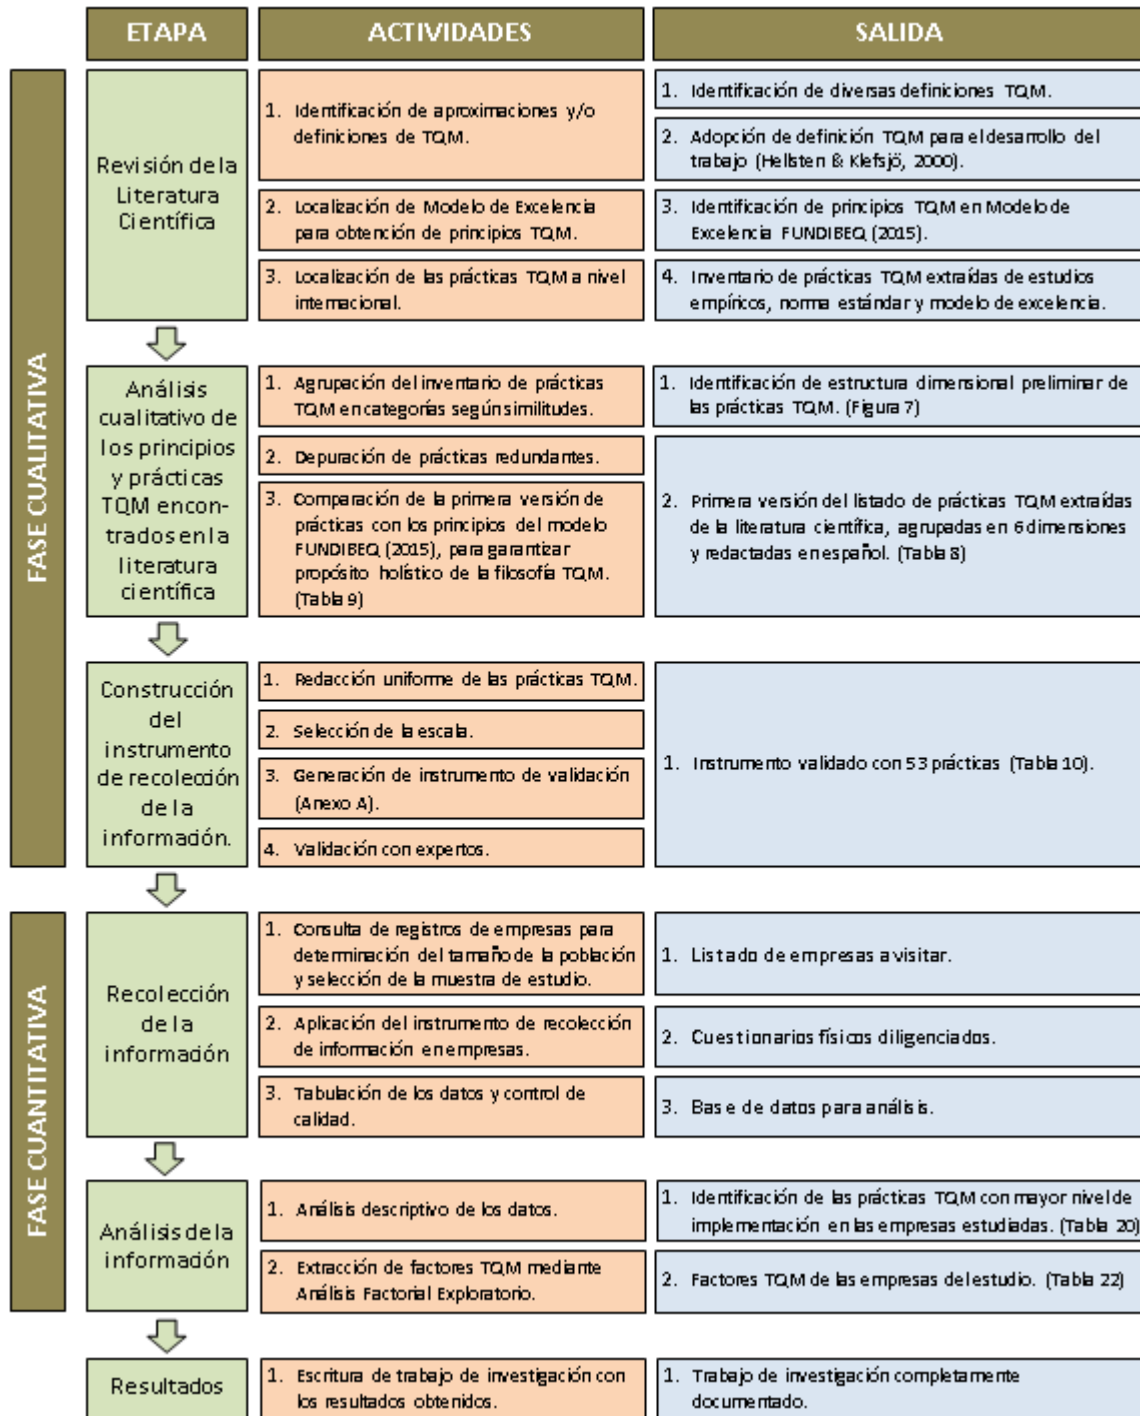 ETAPA
ACTIVIDADES
SALIDA
FASE CUALITATIVA
Revisión de la
Literatura
Científica
1. Identificación de aproximaciones y/o
definiciones de TQM.
2. Localización de Modelo de Excelencia
para obtención de principios TQM.
3. Localización de las prácticas TQM a nivel
internacional.
1. Identificación de diversas definiciones TQM.
2. Adopción de definición TQM para el desarrollo del
trabajo (Hellsten & Klefsjö, 2000).
3. Identificación de principios TQM en Modelo de
Excelencia FUNDIBEQ (2015).
4. Inventario de prácticas TQM extraídas de estudios
empíricos, norma estándar y modelo de excelencia.
Análisis
cualitativo de
los principios
y prácticas
TQM encon-
trados en la
literatura
científica
1. Agrupación del inventario de prácticas
TQM en categorías según similitudes.
2. Depuración de prácticas redundantes.
3. Comparación de la primera versión de
prácticas con los principios del modelo
FUNDIBEQ (2015), para garantizar
propósito holístico de la filosofía TQM.
(Tabla 9)
1. Identificación de estructura dimensional preliminar de
las prácticas TQM. (Figura 7)
2. Primera versión del listado de prácticas TQM extraídas
de la literatura científica, agrupadas en 6 dimensiones
y redactadas en español. (Tabla 8)
Construcción
del
instrumento
de recolección
de la
información.
1. Redacción uniforme de las prácticas TQM.
2. Selección de la escala.
3. Generación de instrumento de validación
(Anexo A).
4. Validación con expertos.
1. Instrumento validado con 53 prácticas (Tabla 10).
FASE CUANTITATIVA
Recolección
de la
información
1. Consulta de registros de empresas para
determinación del tamaño de la población
y selección de la muestra de estudio.
2. Aplicación del instrumento de recolección
de información en empresas.
3. Tabulación de los datos y control de
calidad.
1. Listado de empresas a visitar.
2. Cuestionarios físicos diligenciados.
3. Base de datos para análisis.
Análisis de la
información
1. Análisis descriptivo de los datos.
2. Extracción de factores TQM mediante
Análisis Factorial Exploratorio.
1. Identificación de las prácticas TQM con mayor nivel de
implementación en las empresas estudiadas. (Tabla 20)
2. Factores TQM de las empresas del estudio. (Tabla 22)
Resultados
1. Escritura de trabajo de investigación con
los resultados obtenidos.
1. Trabajo de investigación completamente
documentado.